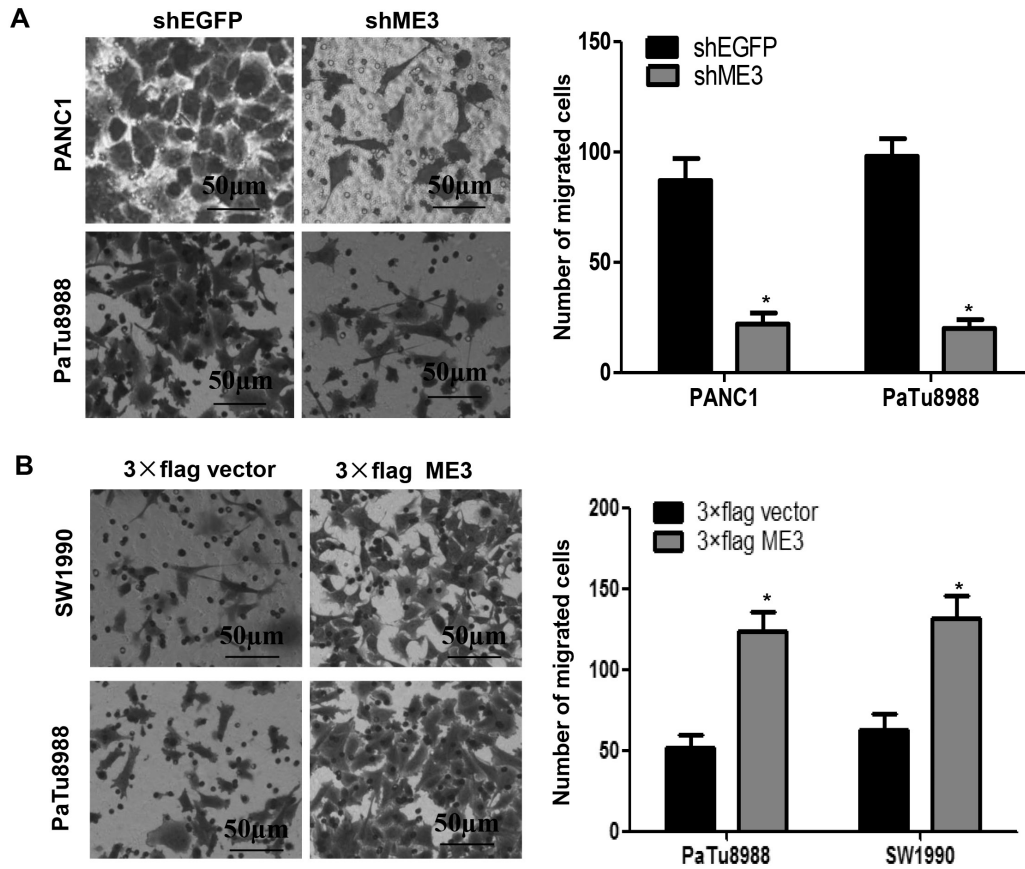 A
shEGFP
shME3
PANC1
50μm
50μm
PaTu8988
50μm
50μm
Number of migrated cells
150
100
50
0
shEGFP
shME3
*
*
PANC1
PaTu8988
B
3×flag vector
3×flag ME3
SW1990
50μm
50μm
PaTu8988
50μm
50μm
Number of migrated cells
200
150
100
50
0
3×flag vector
3×flag ME3
*
*
PaTu8988
SW1990